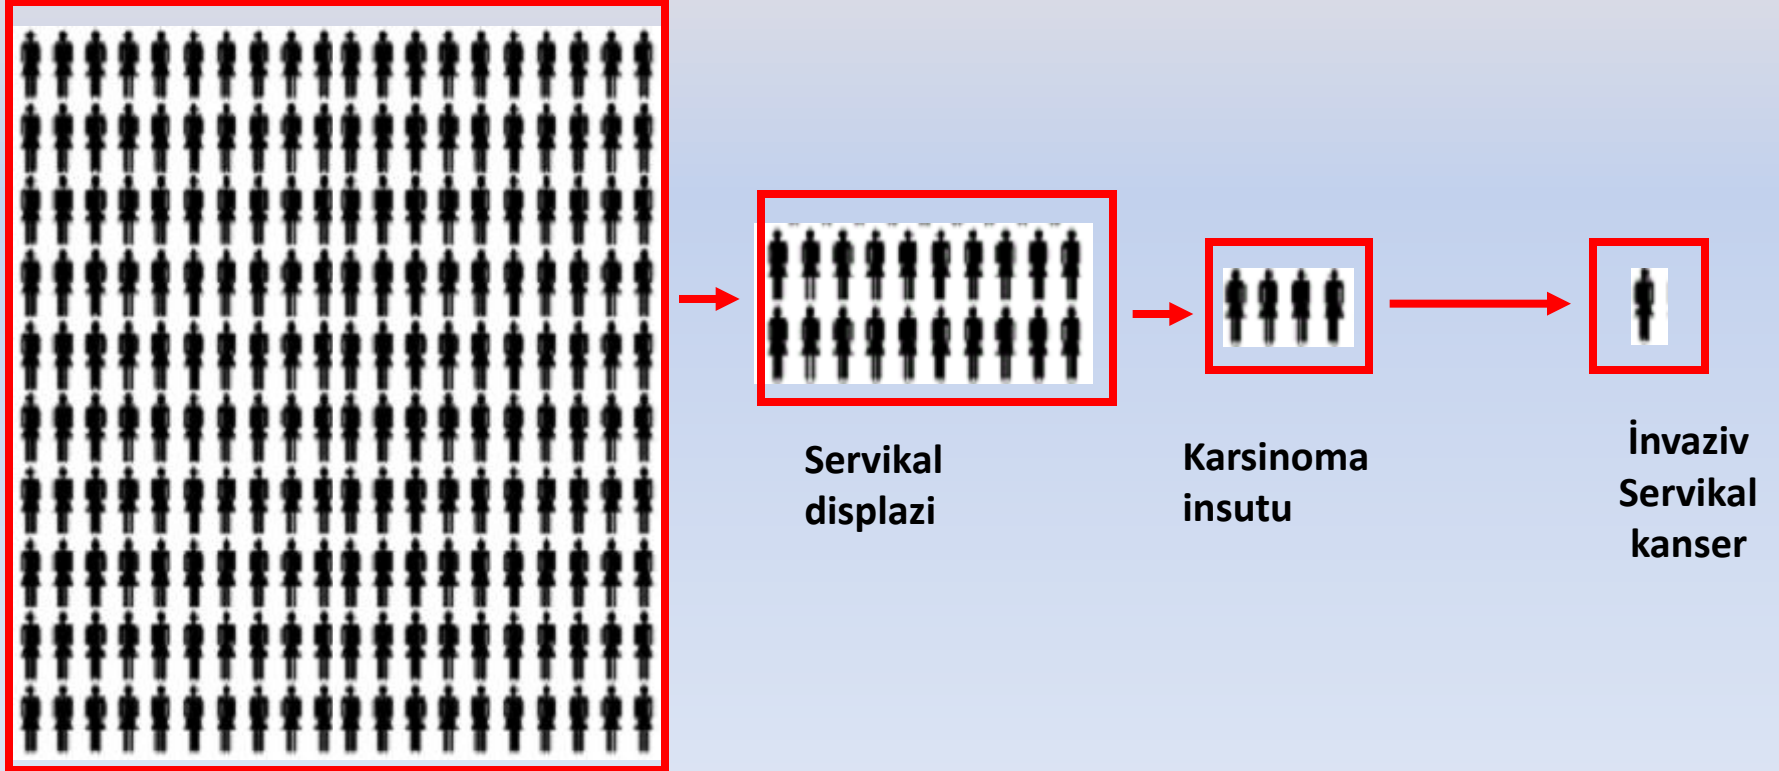 Servikal
displazi
Karsinoma
insutu
İnvaziv
Servikal
kanser